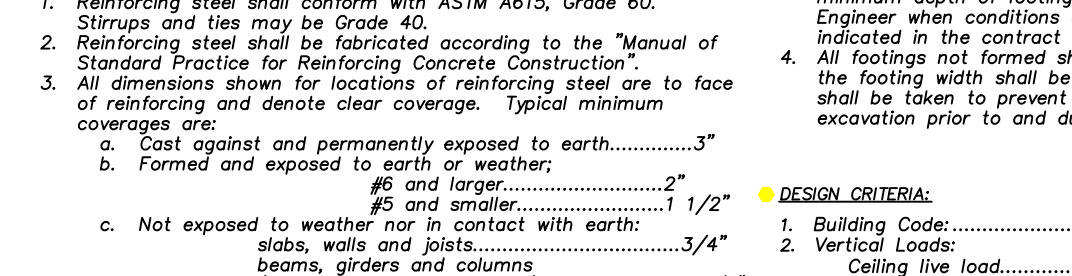 1. Reinforcing steel shall conform with ASTM A615, Grade 60.
Stirrups and ties may be Grade 40.
2. Reinforcing steel shall be fabricated according to the "Manual of
Standard Practice for Reinforcing Concrete Construction".
3. All dimensions shown for locations of reinforcing steel are to face
of reinforcing and denote clear coverage. Typical minimum
coverages are:
a. Cast against and permanently exposed to earth..............3"
b. Formed and exposed to earth or weather;
#6 and larger...........................2"
#5 and smaller.........................1 1/2"
c. Not exposed to weather nor in contact with earth:
slabs, walls and joists...................................3/4"
beams, girders and columns
minimum depth of footing
Engineer when conditions
indicated in the contract
4. All footings not formed
the footing width shall be
shall be taken to prevent
excavation prior to and
DESIGN CRITERIA:
1. Building Code:....................
2. Vertical Loads:
Ceiling live load............